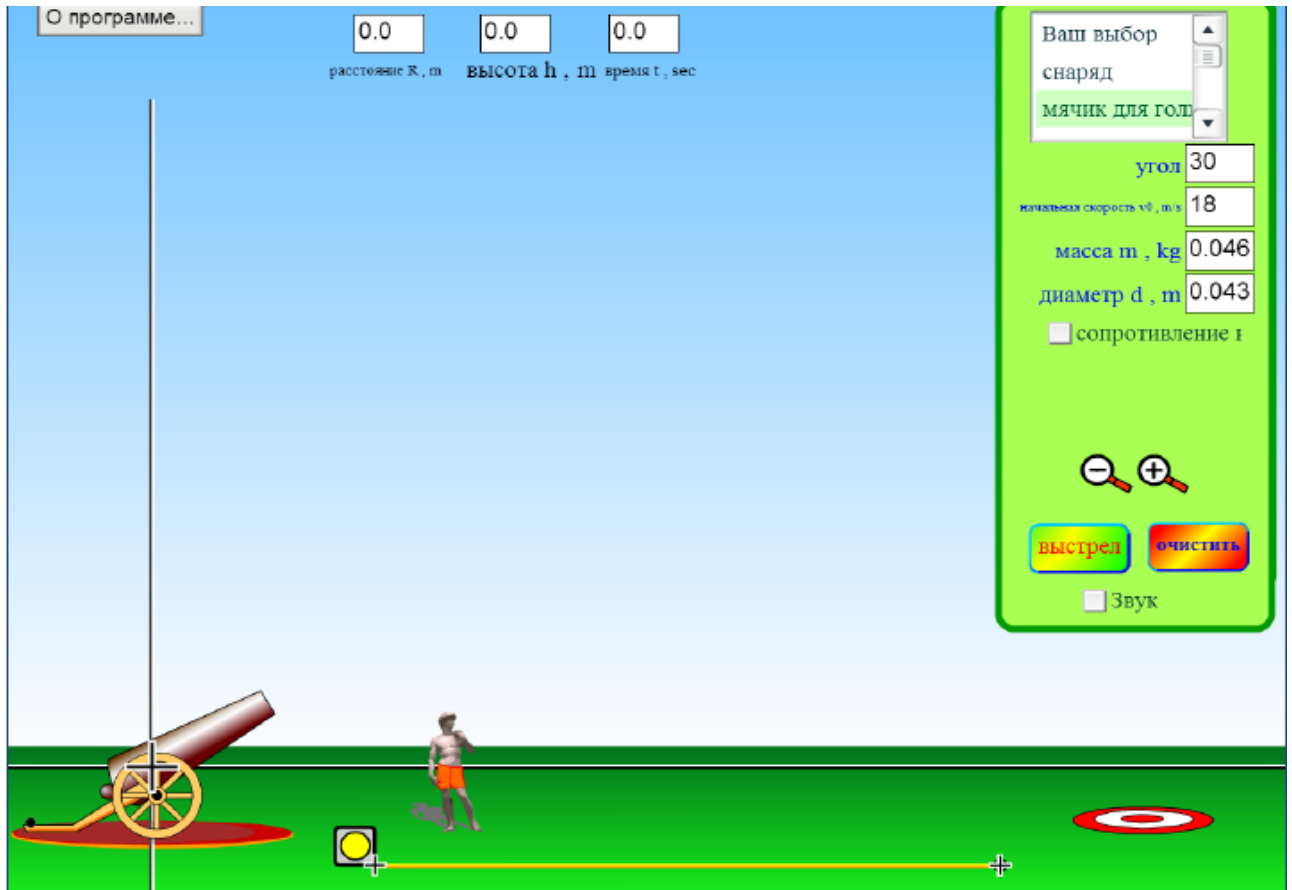 О программе...
0.0 0.0 0.0
расстояние R , m высота h , m время t , sec
Ваш выбор
снаряд
мячик для гол
угол 30
начальная скорость v0 , m/s 18
масса m , kg 0.046
диаметр d , m 0.043
сопротивление
выстрел очистить
Звук